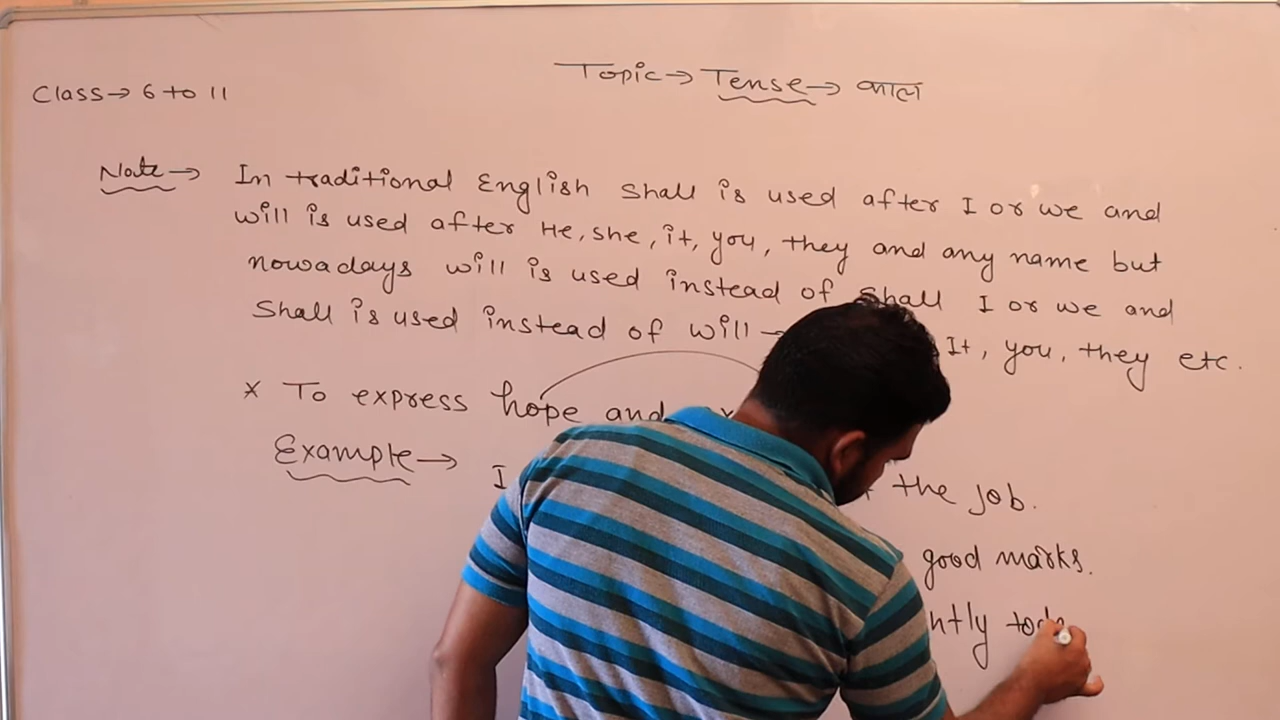 Topic→ Tense→ काल
Class→ 6 to 11
Note→ In traditional English Shall is used after I or we and
will is used after He, She, it, you, they and any name but
nowadays will is used instead of Shall I or we and
Shall is used instead of will It, you, they etc.
* To express hope and
Example→ I the job.
good marks.